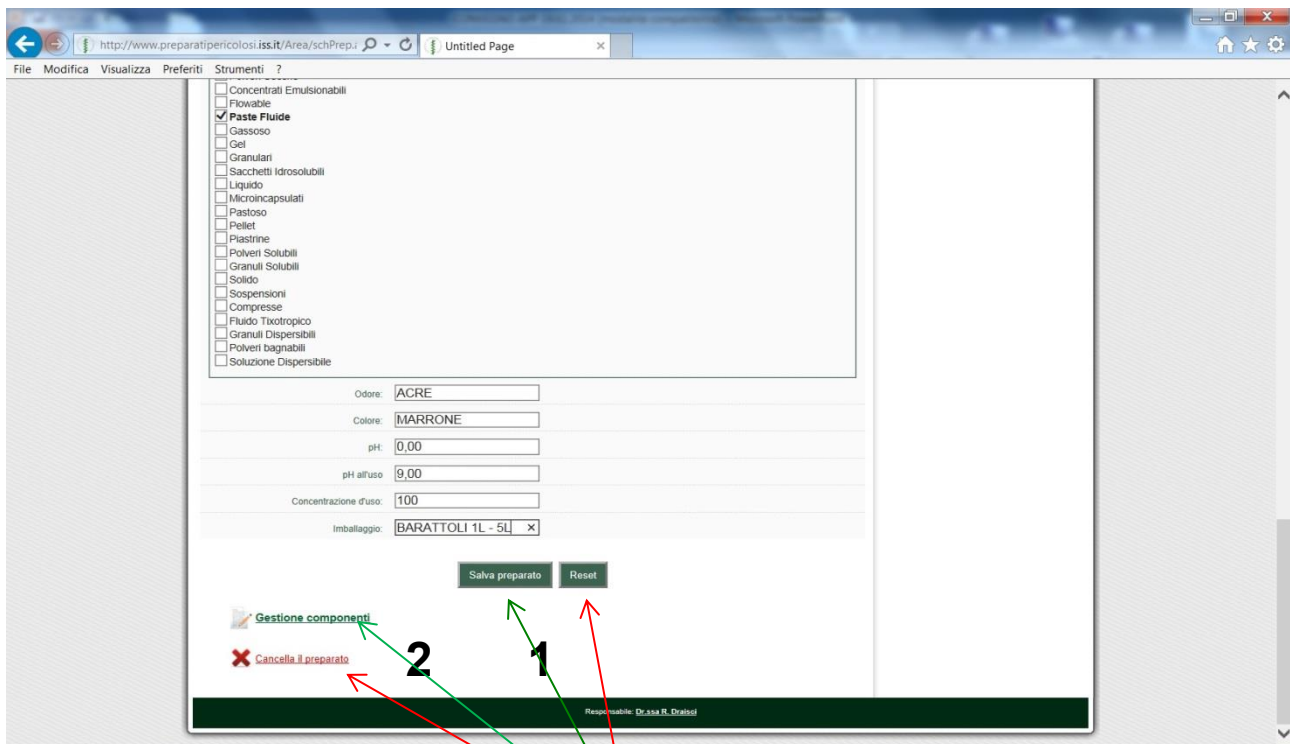 http://www.preparatipericolosi.iss.it/Area/schPrep.
Untitled Page
File Modifica Visualizza Preferiti Strumenti ?
Concentrati Emulsionabili
Flowable
Paste Fluide
Gassoso
Gel
Granulari
Sacchetti Idrosolubili
Liquido
Microincapsulati
Pastoso
Pellet
Piastrine
Polveri Solubili
Granuli Solubili
Solido
Sospensioni
Compresse
Fluido Tixotropico
Granuli Dispersibili
Polveri bagnabili
Soluzione Dispersibile
Odore: ACRE
Colore: MARRONE
pH: 0,00
pH all'uso 9,00
Concentrazione d'uso: 100
Imballaggio: BARATTOLI 1L - 5L
Salva preparato Reset
Gestione componenti
Cancella il preparato
2 1
Responsabile: Dr.ssa R. Draisci